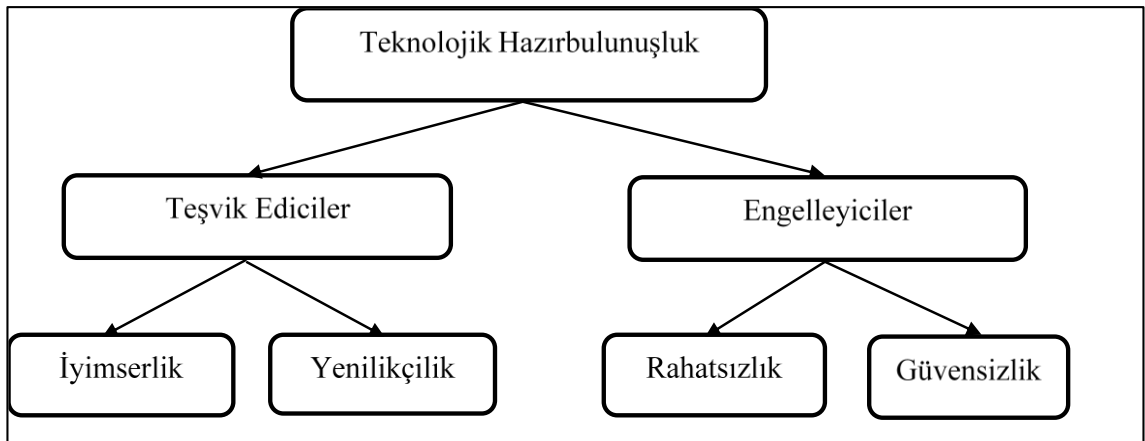 Teknolojik Hazırbulunuşluk
Teşvik Ediciler
Engelleyiciler
İyimserlik
Yenilikçilik
Rahatsızlık
Güvensizlik